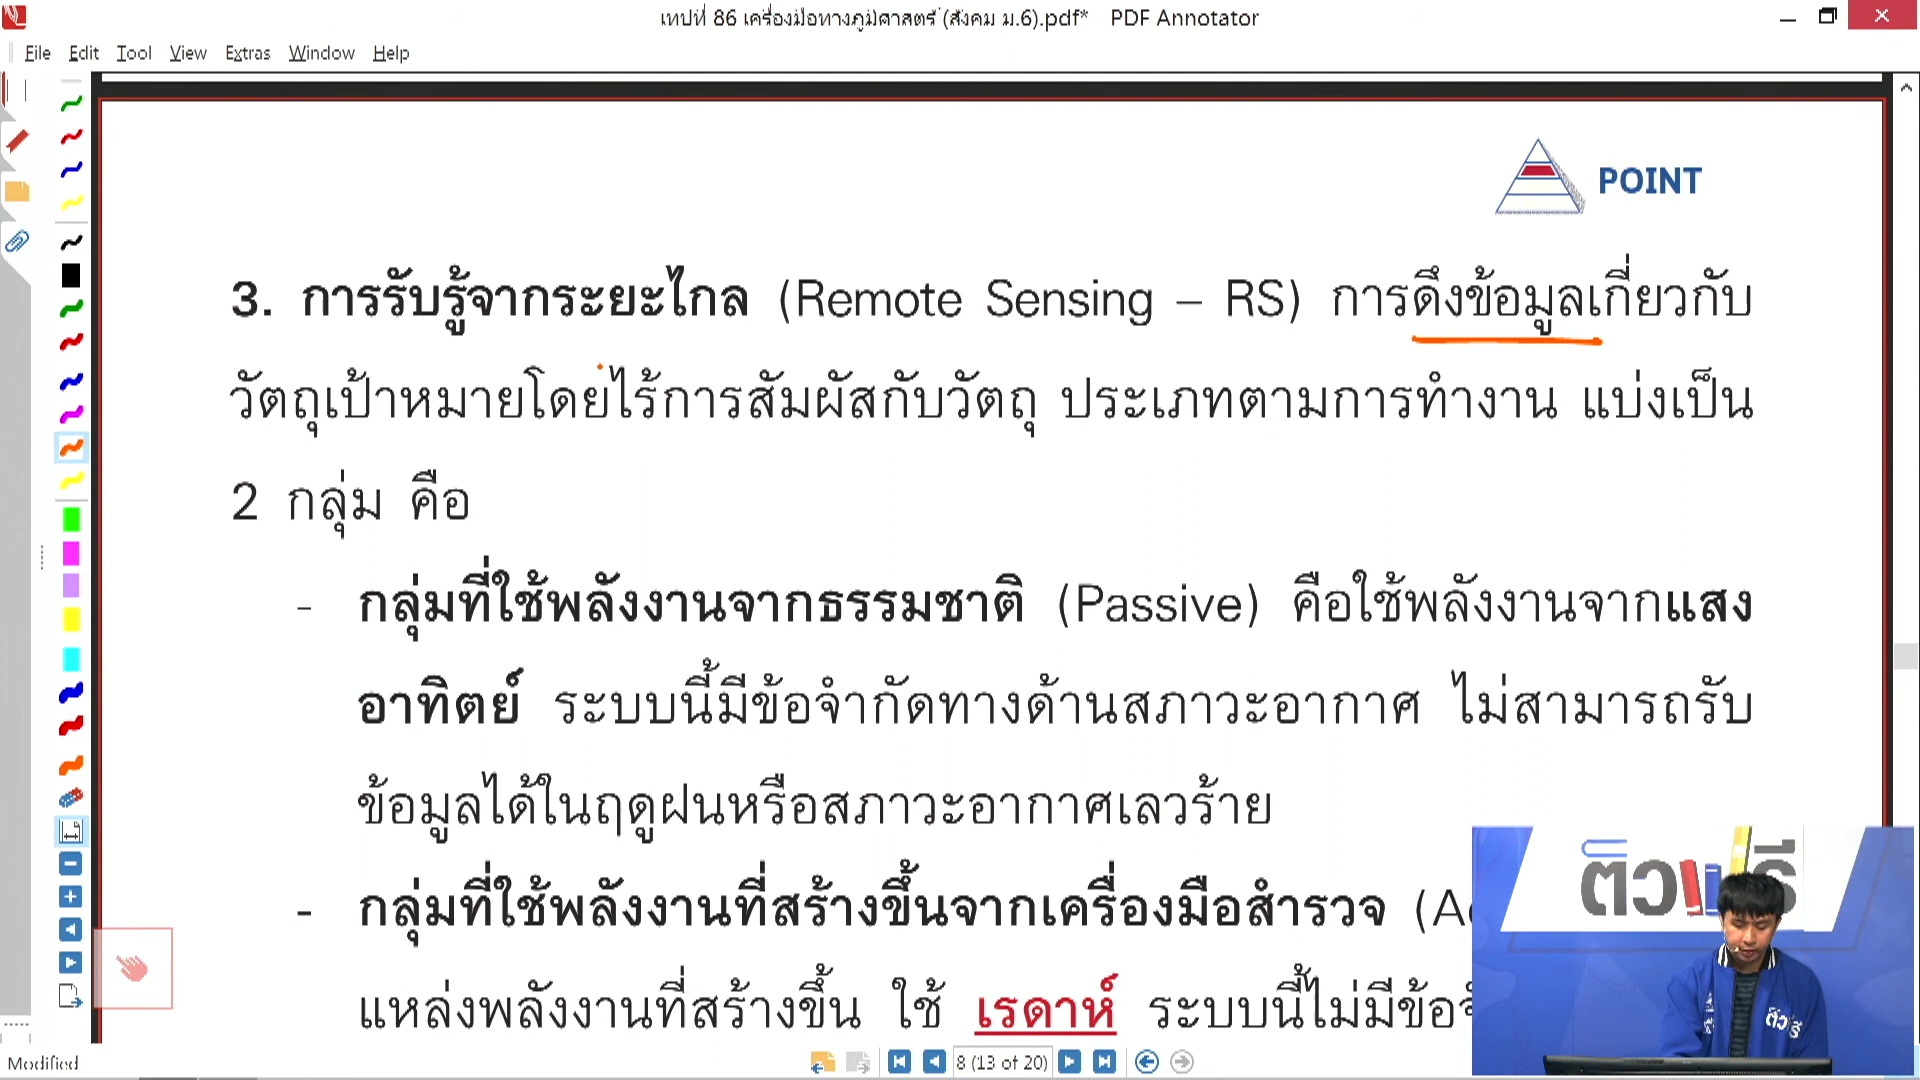 เทปที่ 86 เครื่องมือทางภูมิศาสตร์ (สังคม ม.6).pdf* PDF Annotator
File Edit Tool View Extras Window Help
POINT
3. การรับรู้จากระยะไกล (Remote Sensing – RS) การดึงข้อมูลเกี่ยวกับ
วัตถุเป้าหมายโดยไร้การสัมผัสกับวัตถุ ประเภทตามการทำงาน แบ่งเป็น
2 กลุ่ม คือ
- กลุ่มที่ใช้พลังงานจากธรรมชาติ (Passive) คือใช้พลังงานจากแสง
อาทิตย์ ระบบนี้มีข้อจำกัดทางด้านสภาวะอากาศ ไม่สามารถรับ
ข้อมูลได้ในฤดูฝนหรือสภาวะอากาศเลวร้าย
- กลุ่มที่ใช้พลังงานที่สร้างขึ้นจากเครื่องมือสำรวจ
แหล่งพลังงานที่สร้างขึ้น ใช้ เรดาห์ ระบบนี้ไม่มี
Modified
8 (13 of 20)